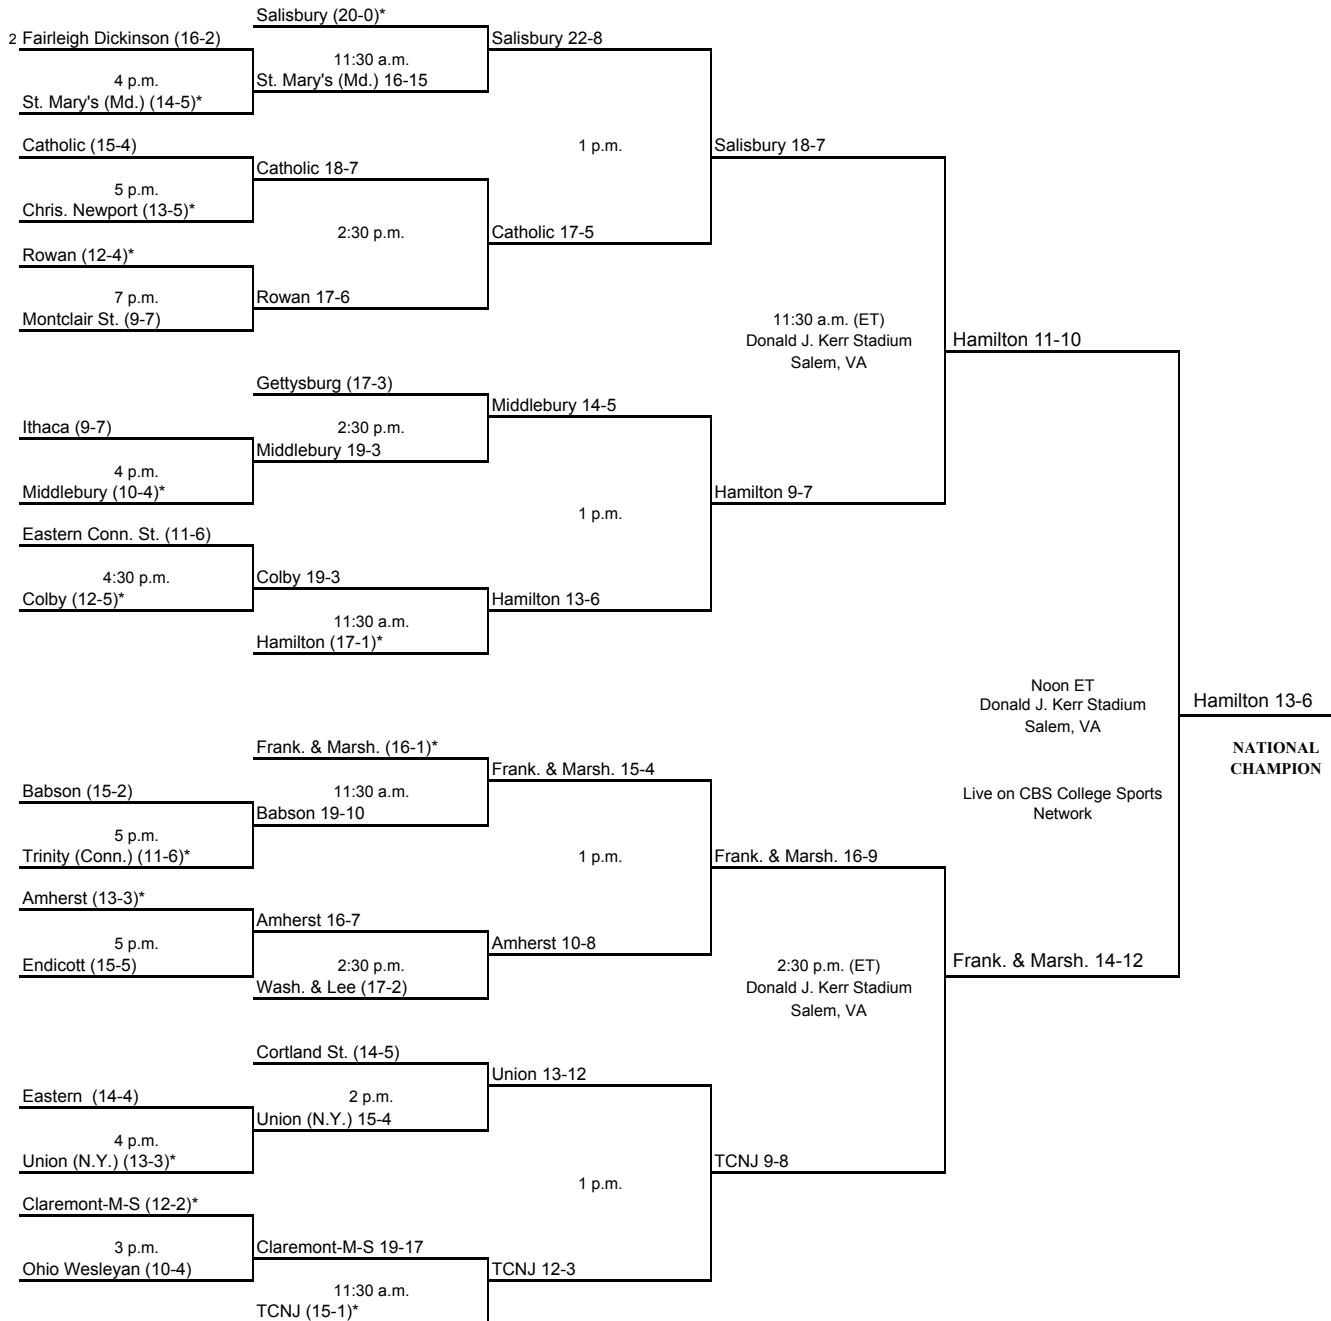 Salisbury (20-0)*
2 Fairleigh Dickinson (16-2)
Salisbury 22-8
11:30 a.m.
4 p.m.
St. Mary's (Md.) 16-15
St. Mary's (Md.) (14-5)*
Catholic (15-4)
1 p.m.
Salisbury 18-7
Catholic 18-7
5 p.m.
Chris. Newport (13-5)*
2:30 p.m.
Catholic 17-5
Rowan (12-4)*
7 p.m.
Rowan 17-6
Montclair St. (9-7)
11:30 a.m. (ET)
Donald J. Kerr Stadium
Salem, VA
Hamilton 11-10
Gettysburg (17-3)
Middlebury 14-5
Ithaca (9-7)
2:30 p.m.
Middlebury 19-3
4 p.m.
Middlebury (10-4)*
Hamilton 9-7
1 p.m.
Eastern Conn. St. (11-6)
4:30 p.m.
Colby 19-3
Colby (12-5)*
Hamilton 13-6
11:30 a.m.
Hamilton (17-1)*
Noon ET
Donald J. Kerr Stadium
Salem, VA
Hamilton 13-6
NATIONAL
CHAMPION
Frank. & Marsh. (16-1)*
Frank. & Marsh. 15-4
Babson (15-2)
11:30 a.m.
Live on CBS College Sports
Network
Babson 19-10
5 p.m.
Trinity (Conn.) (11-6)*
1 p.m.
Frank. & Marsh. 16-9
Amherst (13-3)*
Amherst 16-7
5 p.m.
Amherst 10-8
Endicott (15-5)
2:30 p.m.
Wash. & Lee (17-2)
2:30 p.m. (ET)
Donald J. Kerr Stadium
Salem, VA
Frank. & Marsh. 14-12
Cortland St. (14-5)
Union 13-12
Eastern  (14-4)
2 p.m.
Union (N.Y.) 15-4
4 p.m.
Union (N.Y.) (13-3)*
TCNJ 9-8
1 p.m.
Claremont-M-S (12-2)*
3 p.m.
Claremont-M-S 19-17
Ohio Wesleyan (10-4)
TCNJ 12-3
11:30 a.m.
TCNJ (15-1)*